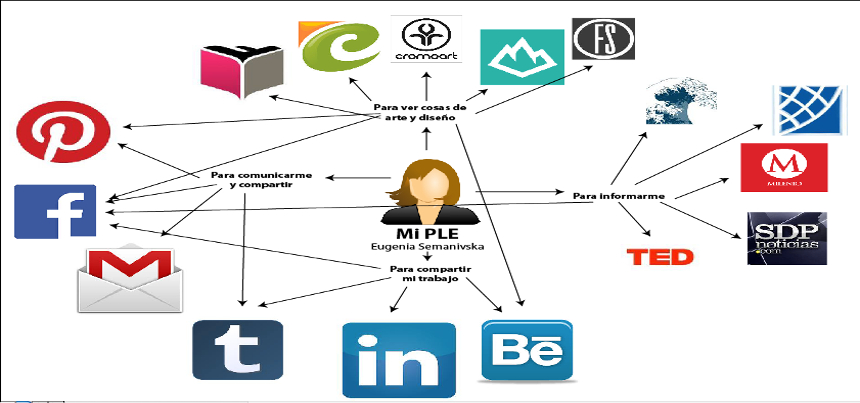 cromoart
FS
Para ver cosas de
arte y diseño
Para comunicarme
y compartir
Para informarme
M
MILENIO
Mi PLE
Eugenia Semanivska
SDP
noticias
.com
TED
Para compartir
mi trabajo
t
in
Bē